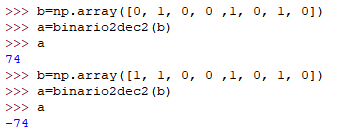 >>> b=np.array([0, 1, 0, 0 ,1, 0, 1, 0])
>>> a=binario2dec2(b)
>>> a
74
>>> b=np.array([1, 1, 0, 0 ,1, 0, 1, 0])
>>> a=binario2dec2(b)
>>> a
-74